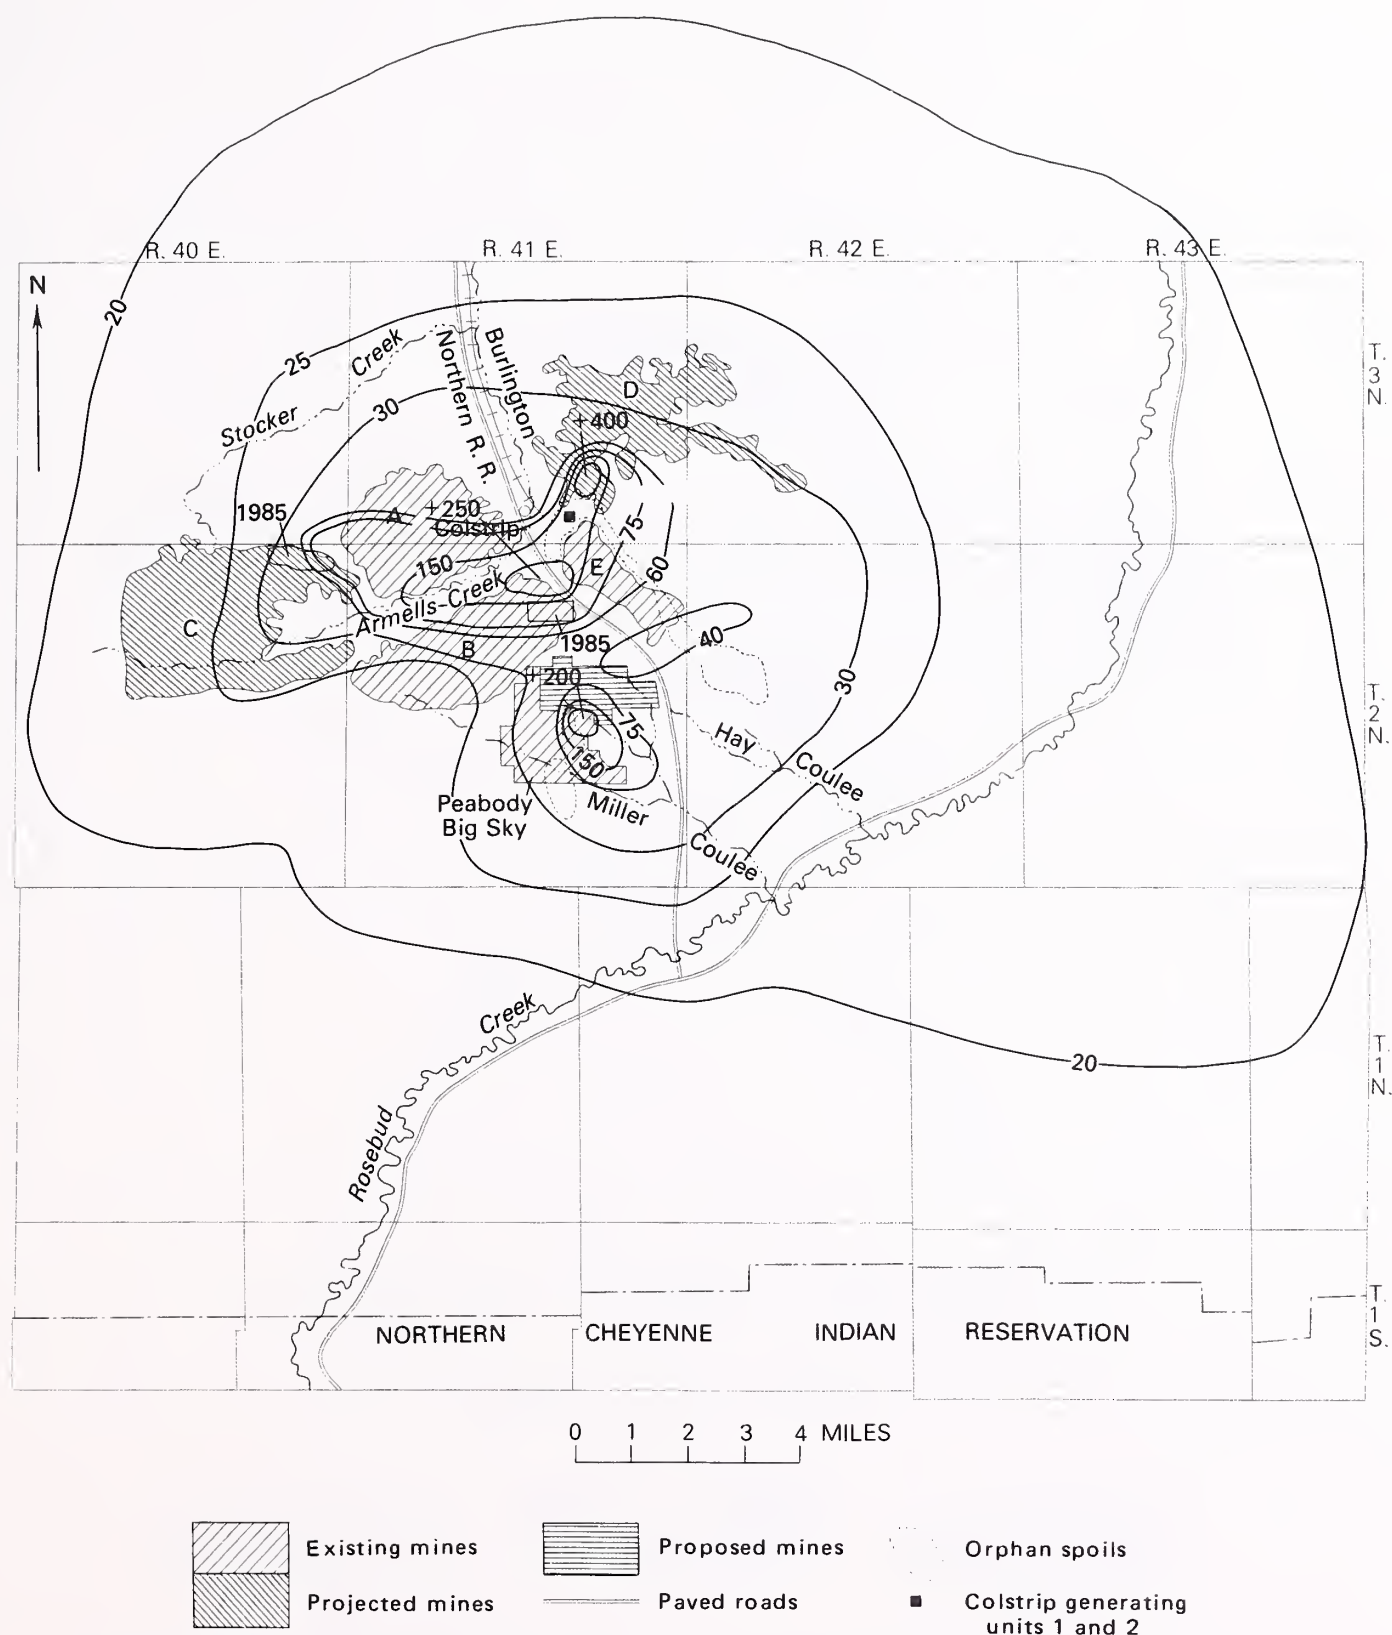 R. 40 E.
R. 41 E.
R. 42 E.
R. 43 E.
N
20
25
Stocker
Creek
Northern R. R.
Burlington
T.
3
N.
30
D
+400
1985
A
+250
Colstrip
75
150
E
60
Armells Creek
C
B
1985
40
+200
30
T.
2
N.
75
150
Hay
Coulee
Peabody
Big Sky
Miller
Coulee
Creek
20
T.
1
N.
Rosebud
NORTHERN CHEYENNE INDIAN RESERVATION
T.
1
S.
0 1 2 3 4 MILES
Existing mines
Projected mines
Proposed mines
Paved roads
Orphan spoils
Colstrip generating
units 1 and 2